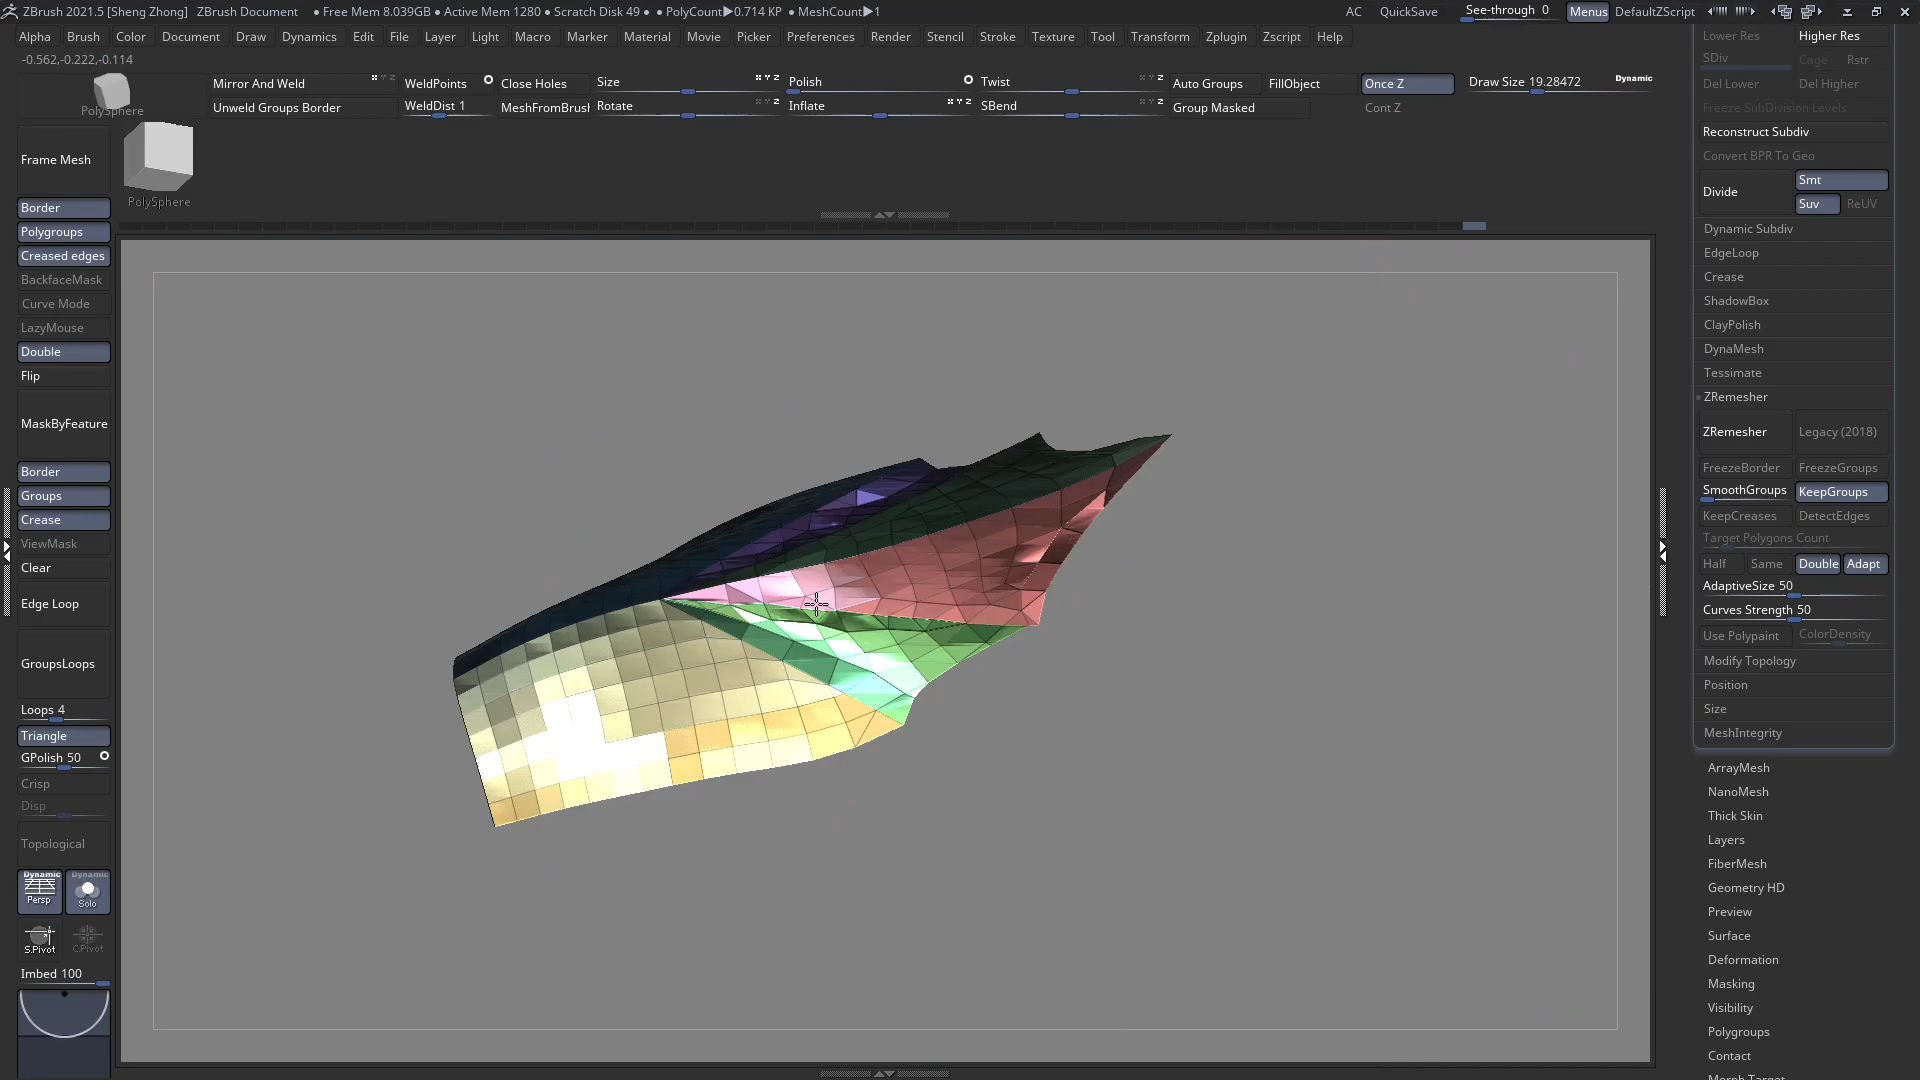 ZBrush 2021.5 [Sheng Zhong] ZBrush Document • Free Mem 8.039GB • Active Mem 1280 • Scratch Disk 49 • • PolyCount▶0.714 KP • MeshCount▶1 AC QuickSave See-through 0 Menus DefaultZScript
Alpha Brush Color Document Draw Dynamics Edit File Layer Light Macro Marker Material Movie Picker Preferences Render Stencil Stroke Texture Tool Transform Zplugin Zscript Help
-0.562,-0.222,-0.114
PolySphere
Mirror And Weld WeldPoints Close Holes Size Polish Twist Auto Groups FillObject Once Z Draw Size 19.28472 Dynamic
Unweld Groups Border WeldDist 1 MeshFromBrusl Rotate Inflate SBend Group Masked Cont Z
PolySphere
Frame Mesh
Border
Polygroups
Creased edges
BackfaceMask
Curve Mode
LazyMouse
Double
Flip
MaskByFeature
Border
Groups
Crease
ViewMask
Clear
Edge Loop
GroupsLoops
Loops 4
Triangle
GPolish 50
Crisp
Disp
Topological
Dynamic Dynamic
Persp Solo
S.Pivot C.Pivot
Imbed 100
Lower Res Higher Res
SDiv Cage Rstr
Del Lower Del Higher
Freeze SubDivision Levels
Reconstruct Subdiv
Convert BPR To Geo
Divide Smt
Suv ReUV
Dynamic Subdiv
EdgeLoop
Crease
ShadowBox
ClayPolish
DynaMesh
Tessimate
ZRemesher
ZRemesher Legacy (2018)
FreezeBorder FreezeGroups
SmoothGroups KeepGroups
KeepCreases DetectEdges
Target Polygons Count
Half Same Double Adapt
AdaptiveSize 50
Curves Strength 50
Use Polypaint ColorDensity
Modify Topology
Position
Size
MeshIntegrity
ArrayMesh
NanoMesh
Thick Skin
Layers
FiberMesh
Geometry HD
Preview
Surface
Deformation
Masking
Visibility
Polygroups
Contact
Morph Target